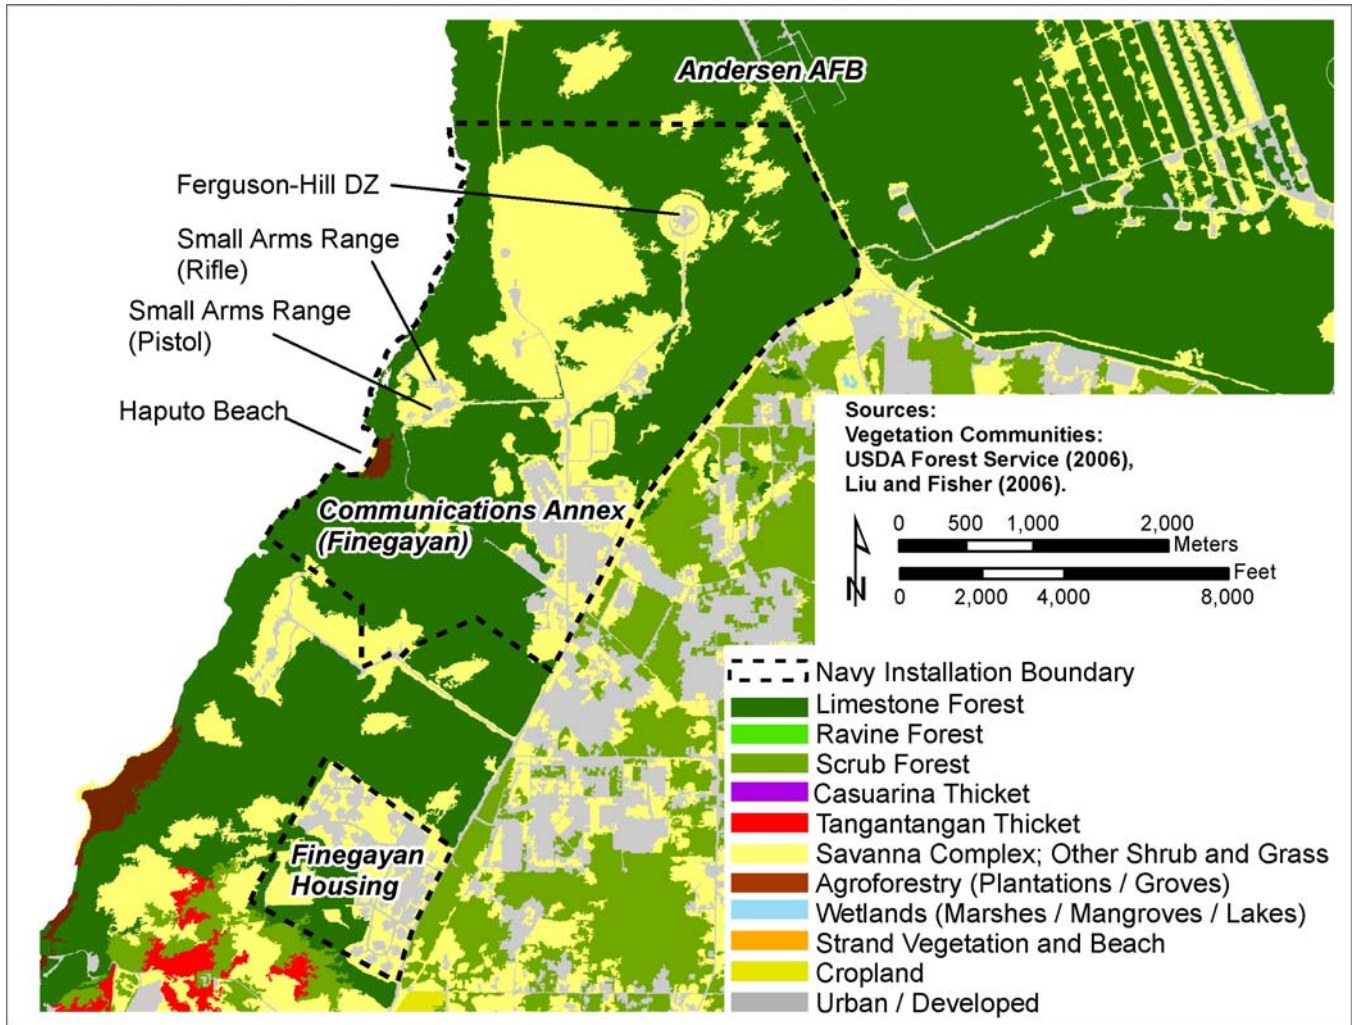 Andersen AFB
Ferguson-Hill DZ
Small Arms Range
(Rifle)
Small Arms Range
(Pistol)
Haputo Beach
Communications Annex
(Finegayan)
Finegayan
Housing
Sources:
Vegetation Communities:
USDA Forest Service (2006),
Liu and Fisher (2006).
N
0 500 1,000 2,000
Meters
Feet
0 2,000 4,000 8,000
Navy Installation Boundary
Limestone Forest
Ravine Forest
Scrub Forest
Casuarina Thicket
Tangantangan Thicket
Savanna Complex; Other Shrub and Grass
Agroforestry (Plantations / Groves)
Wetlands (Marshes / Mangroves / Lakes)
Strand Vegetation and Beach
Cropland
Urban / Developed